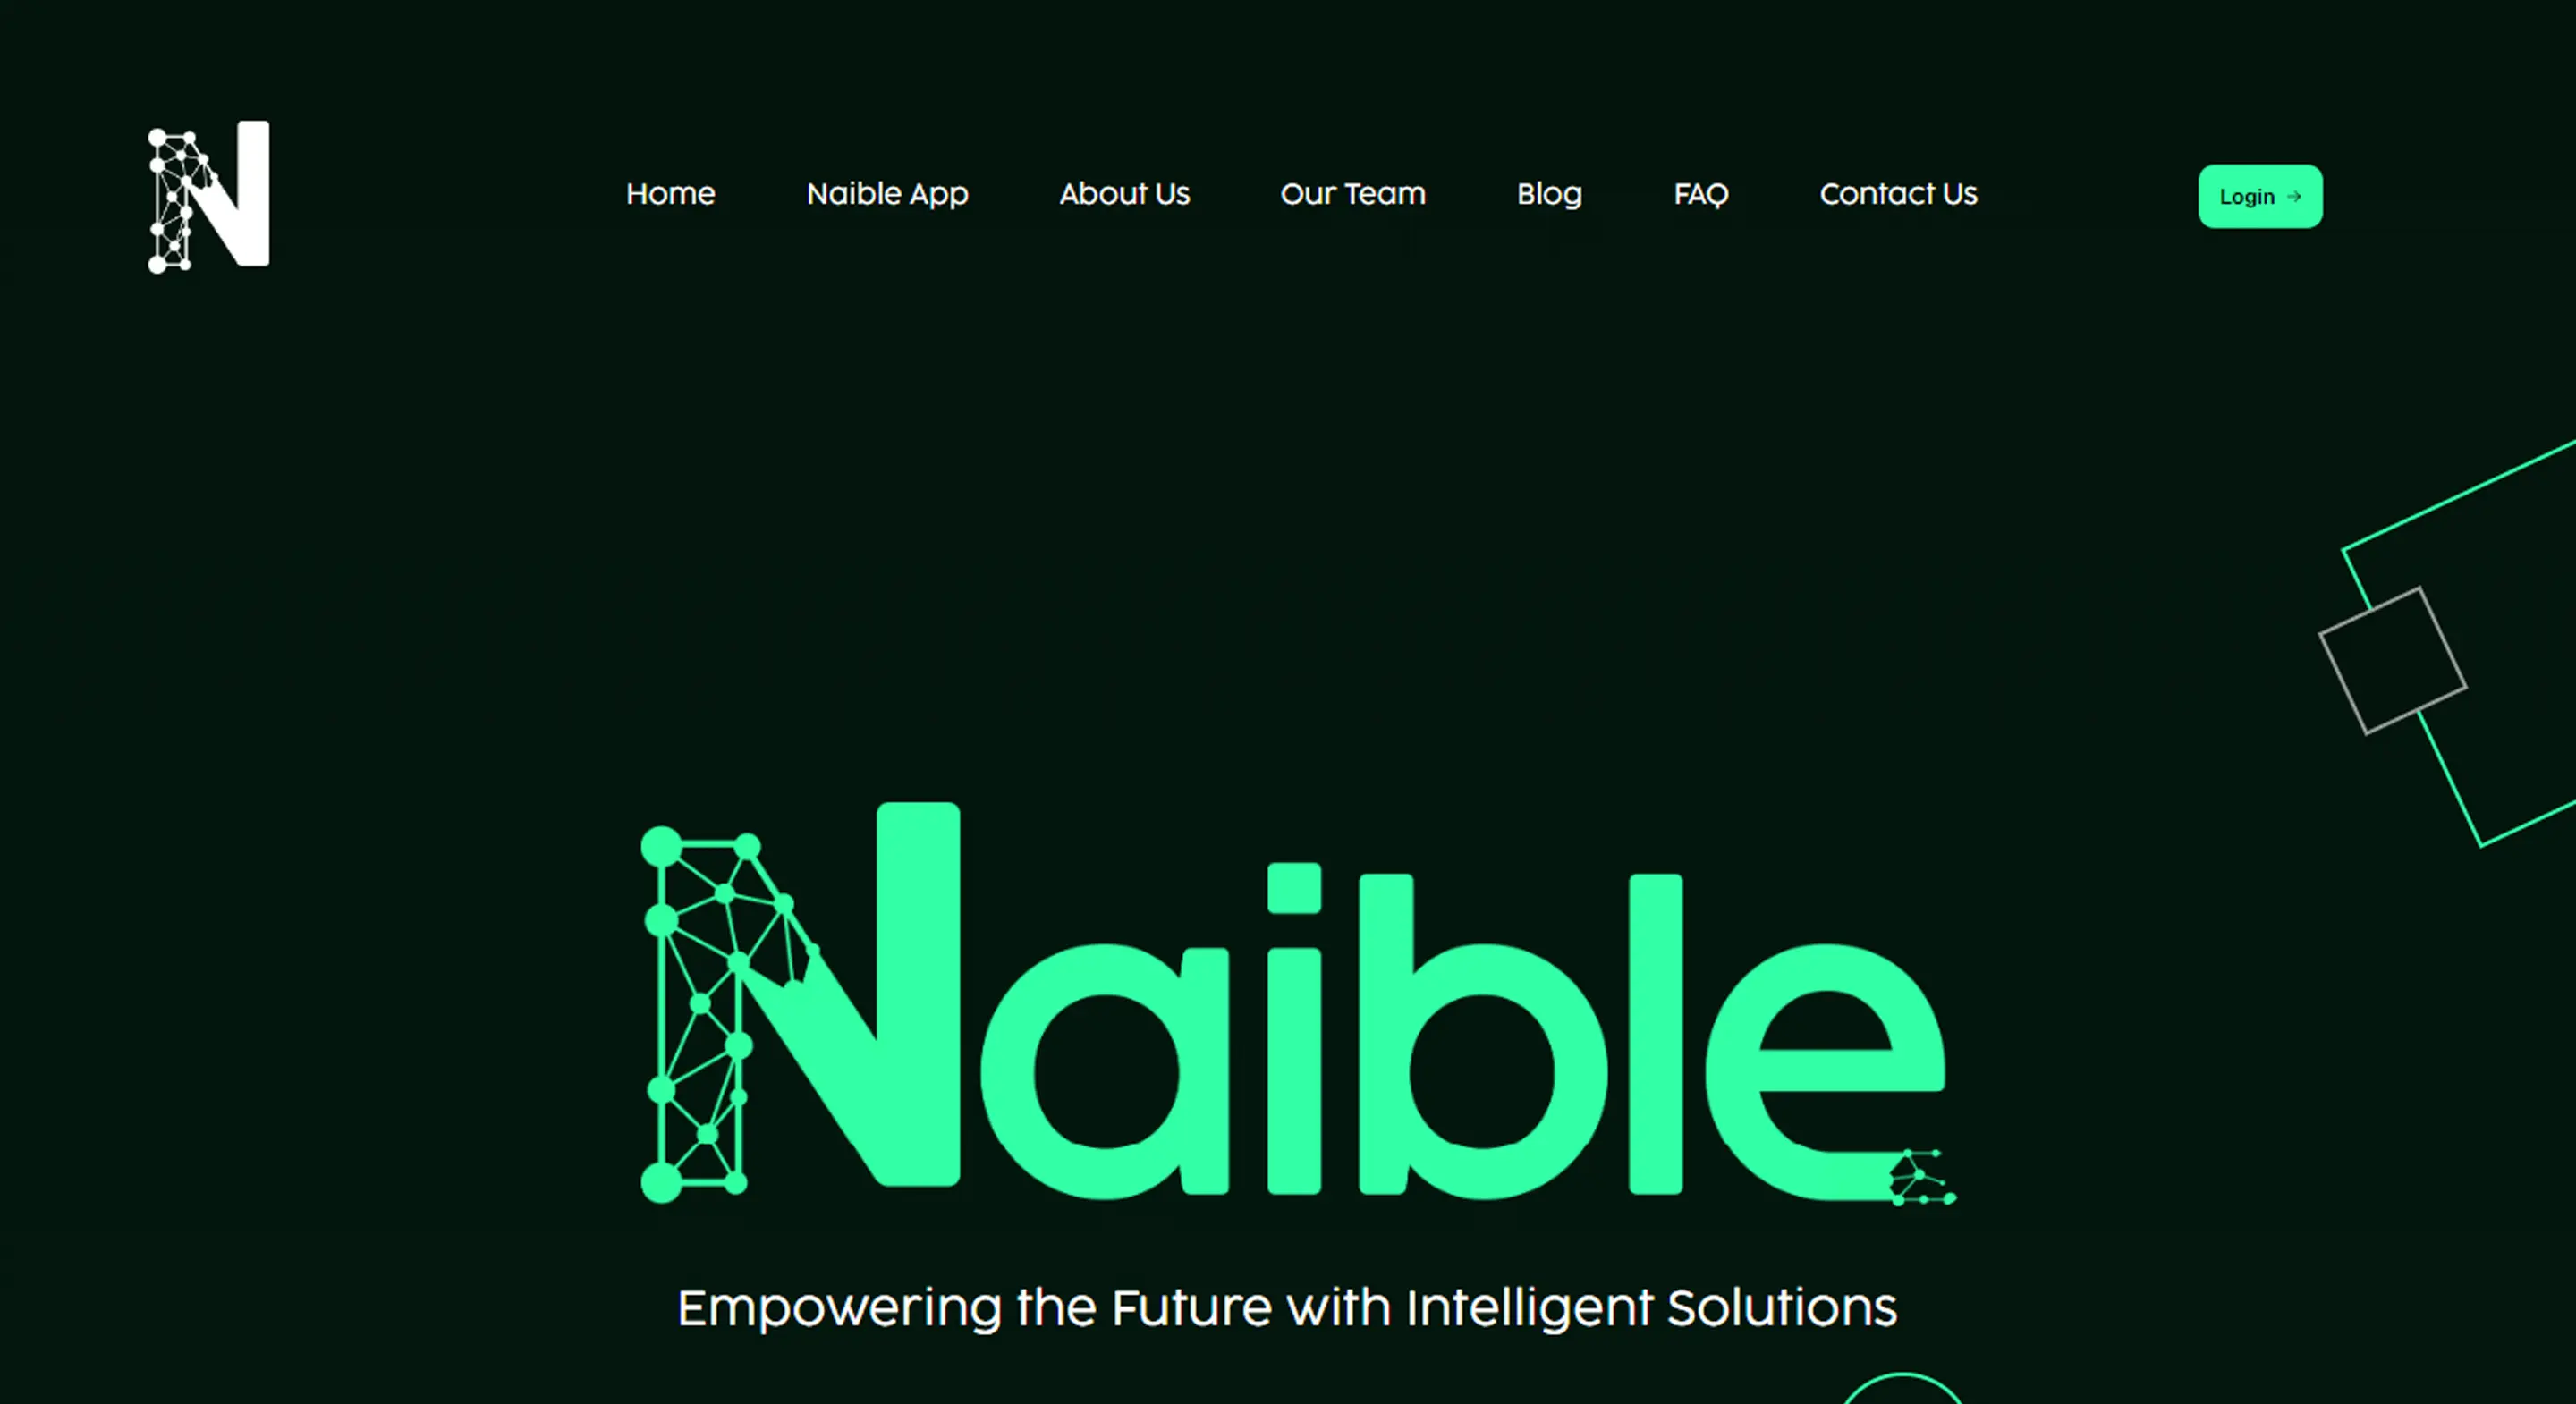 N
Home Naible App About Us Our Team Blog FAQ Contact Us Login →
Naible
Empowering the Future with Intelligent Solutions